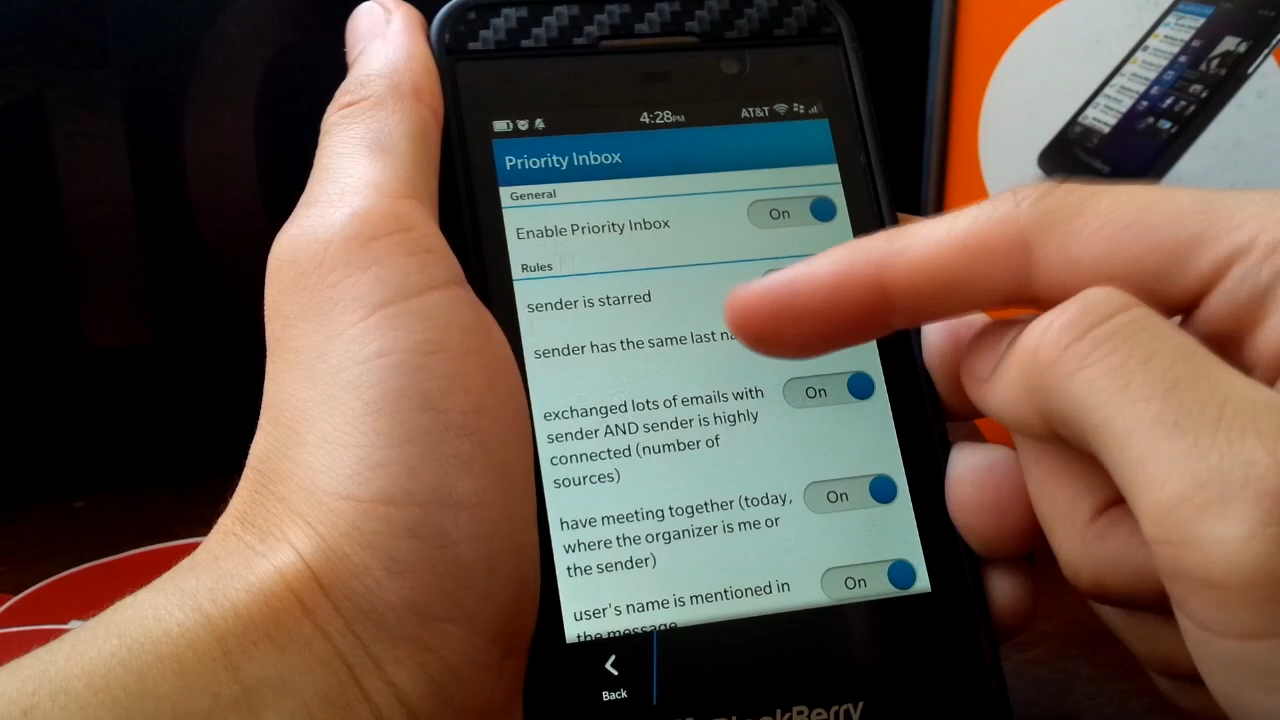 4:28PM
AT&T
Priority Inbox
General
Enable Priority Inbox
On
Rules
sender is starred
sender has the same last
exchanged lots of emails with
sender AND sender is highly
connected (number of
sources)
On
have meeting together (today,
where the organizer is me or
the sender)
On
user's name is mentioned in
the message
On
Back
BlackBerry